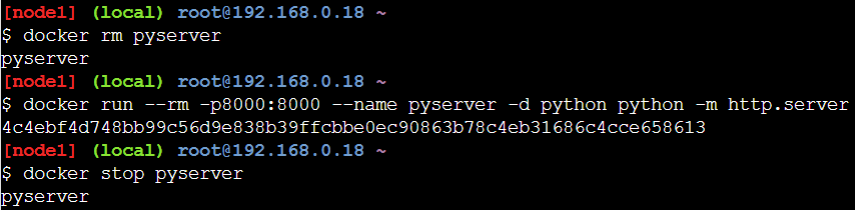 [node1] (local) root@192.168.0.18 ~
$ docker rm pyserver
pyserver
[node1] (local) root@192.168.0.18 ~
$ docker run --rm -p8000:8000 --name pyserver -d python python -m http.server
4c4ebf4d748bb99c56d9e838b39ffcbbe0ec90863b78c4eb31686c4cce658613
[node1] (local) root@192.168.0.18 ~
$ docker stop pyserver
pyserver